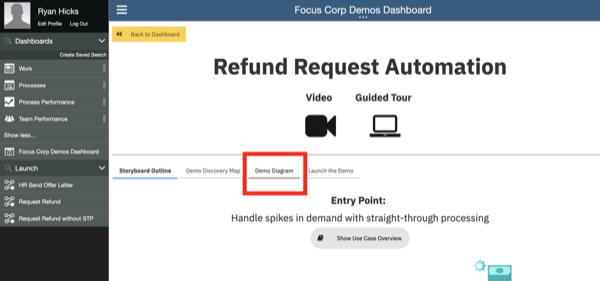 Ryan Hicks
Edit Profile Log Out
Dashboards
Create Saved Search
Work
Processes
Process Performance
Team Performance
Show less...
Focus Corp Demos Dashboard
Launch
HR Send Offer Letter
Request Refund
Request Refund without STP
Focus Corp Demos Dashboard
Back to Dashboard
Refund Request Automation
Video Guided Tour
Storyboard Outline Demo Discovery Map Demo Diagram Launch the Demo
Entry Point:
Handle spikes in demand with straight-through processing
Show Use Case Overview